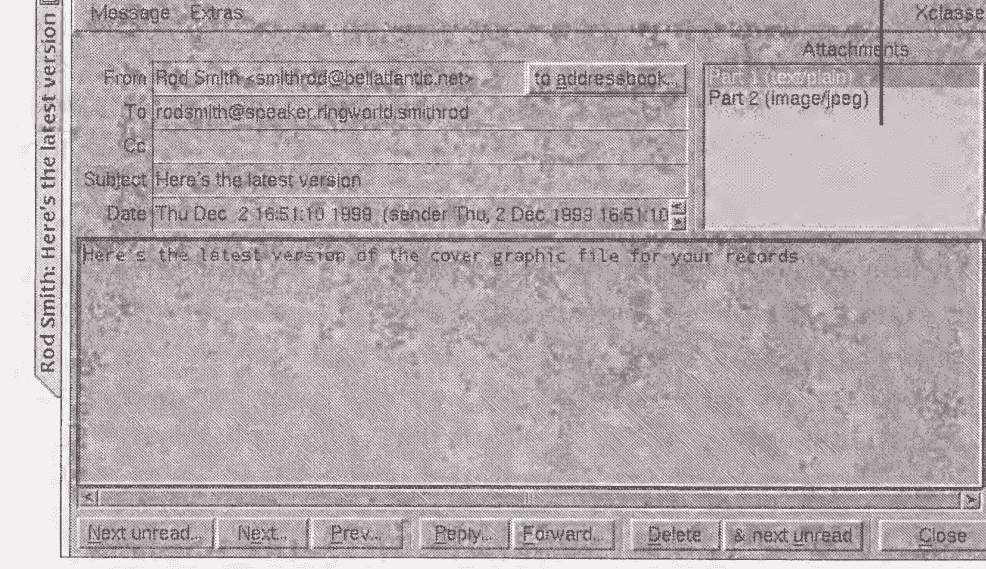 Message Extras Xclasse
Rod Smith: Here's the latest version
Attachments
From Rod Smith <smithrod@bellatlantic.net> to addressbook...
Part 1 (text/plain)
Part 2 (image/jpeg)
To rodsmith@speaker.ringworld.smithrod
Cc
Subject Here's the latest version
Date Thu Dec 2 16:51:10 1999 (sender Thu, 2 Dec 1999 16:51:10
Here's the latest version of the cover graphic file for your records.
Next unread... Next... Prev... Reply... Forward... Delete & next unread Close